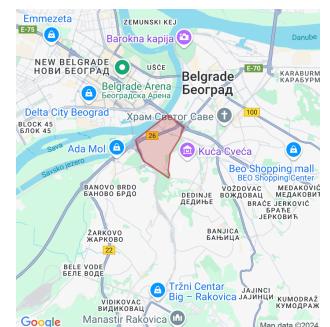 Emmezeta
ZEMUNSKI KEJ
E-75
Barokna kapija
NEW BELGRADE
НОВИ БЕОГРАД
UŠĆE
Danube
Belgrade
Београд
E-70
KARABURM
КАРАБУРМ
Belgrade Arena
Београдска Арена
Delta City Beograd
BLOCK 45
БЛОК 45
Храм Светог Саве
100
26
Sava
Ada Mol
Kuća Cveća
Savsko jezero
Beo Shopping mall
BEO Shopping Center
BANOVO BRDO
БАНОВО БРДО
DEDINJE
ДЕДИЊЕ
VOŽDOVAC
ВОЖДОВАЦ
MEDAKOVIĆ
МЕДАКОВИЋ
BRAĆE JERKOVIĆ
БРАЋЕ
ЈЕРКОВИЋ
ŽARKOVO
ЖАРКОВО
BANJICA
БАЊИЦА
22
BELE VODE
БЕЛЕ ВОДЕ
Tržni Centar
Big – Rakovica
JAJINCI
ЈАЈИНЦИ
VIDIKOVAC
ВИДИКОВАЦ
KUMODRAŽ
КУМОДРАЖ
Manastir Rakovica
Google
Map data ©2024